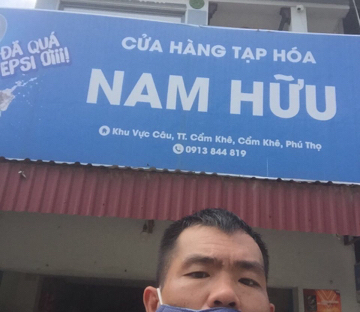 ĐÃ QUÁ
EPSI ƠIIII!
CỬA HÀNG TẠP HÓA
NAM HỮU
Khu Vực Cầu, TT. Cẩm Khê, Cẩm Khê, Phú Thọ
0913 844 819